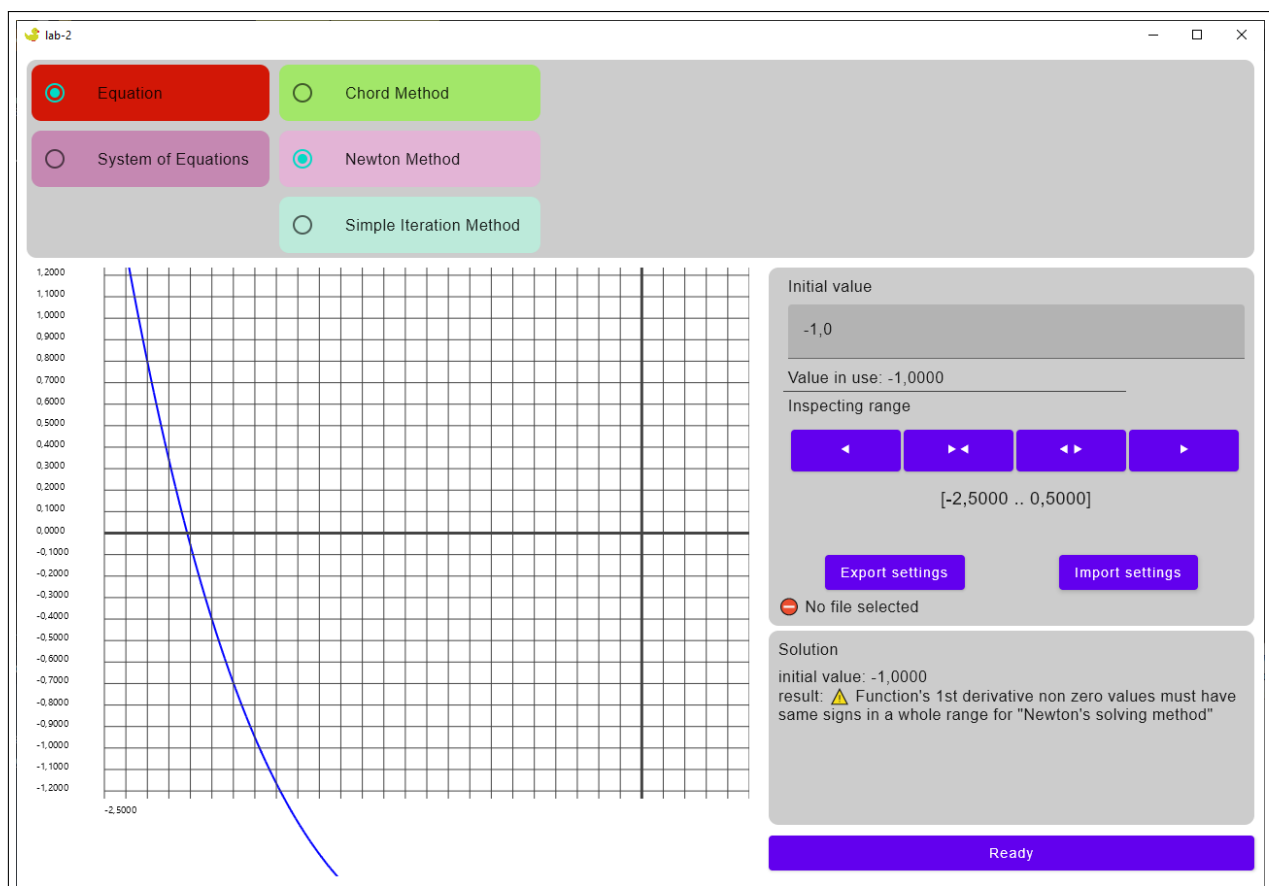 lab-2
Equation
Chord Method
System of Equations
Newton Method
Simple Iteration Method
1,2000
1,1000
1,0000
0,9000
0,8000
0,7000
0,6000
0,5000
0,4000
0,3000
0,2000
0,1000
0,0000
-0,1000
-0,2000
-0,3000
-0,4000
-0,5000
-0,6000
-0,7000
-0,8000
-0,9000
-1,0000
-1,1000
-1,2000
-2,5000
Initial value
-1,0
Value in use: -1,0000
Inspecting range
[-2,5000 .. 0,5000]
Export settings
Import settings
No file selected
Solution
initial value: -1,0000
result: ⚠ Function's 1st derivative non zero values must have
same signs in a whole range for "Newton's solving method"
Ready